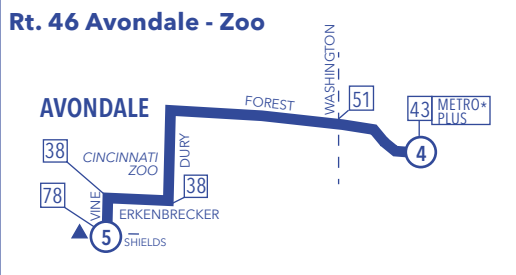 Rt. 46 Avondale - Zoo
WASHINGTON
AVONDALE
FOREST
51
43 METRO*
PLUS
38
CINCINNATI
ZOO
DURY
4
78
VINE
38
ERKENBRECKER
5
SHIELDS